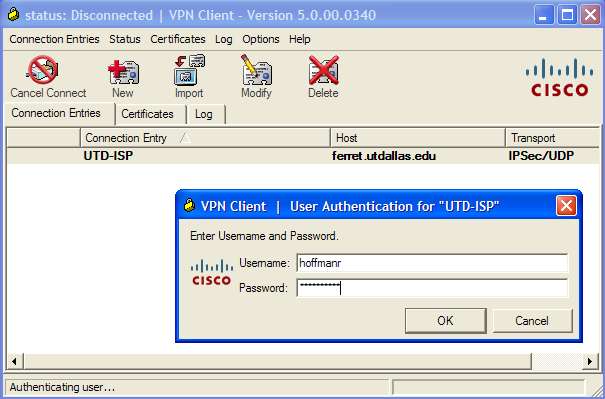 status: Disconnected | VPN Client - Version 5.0.00.0340
Connection Entries Status Certificates Log Options Help
Cancel Connect New Import Modify Delete
CISCO
Connection Entries Certificates Log
Connection Entry Host Transport
UTD-ISP ferret.utdallas.edu IPSec/UDP
VPN Client | User Authentication for "UTD-ISP"
Enter Username and Password.
CISCO
Username: hoffmanr
Password: **********
OK Cancel
Authenticating user...